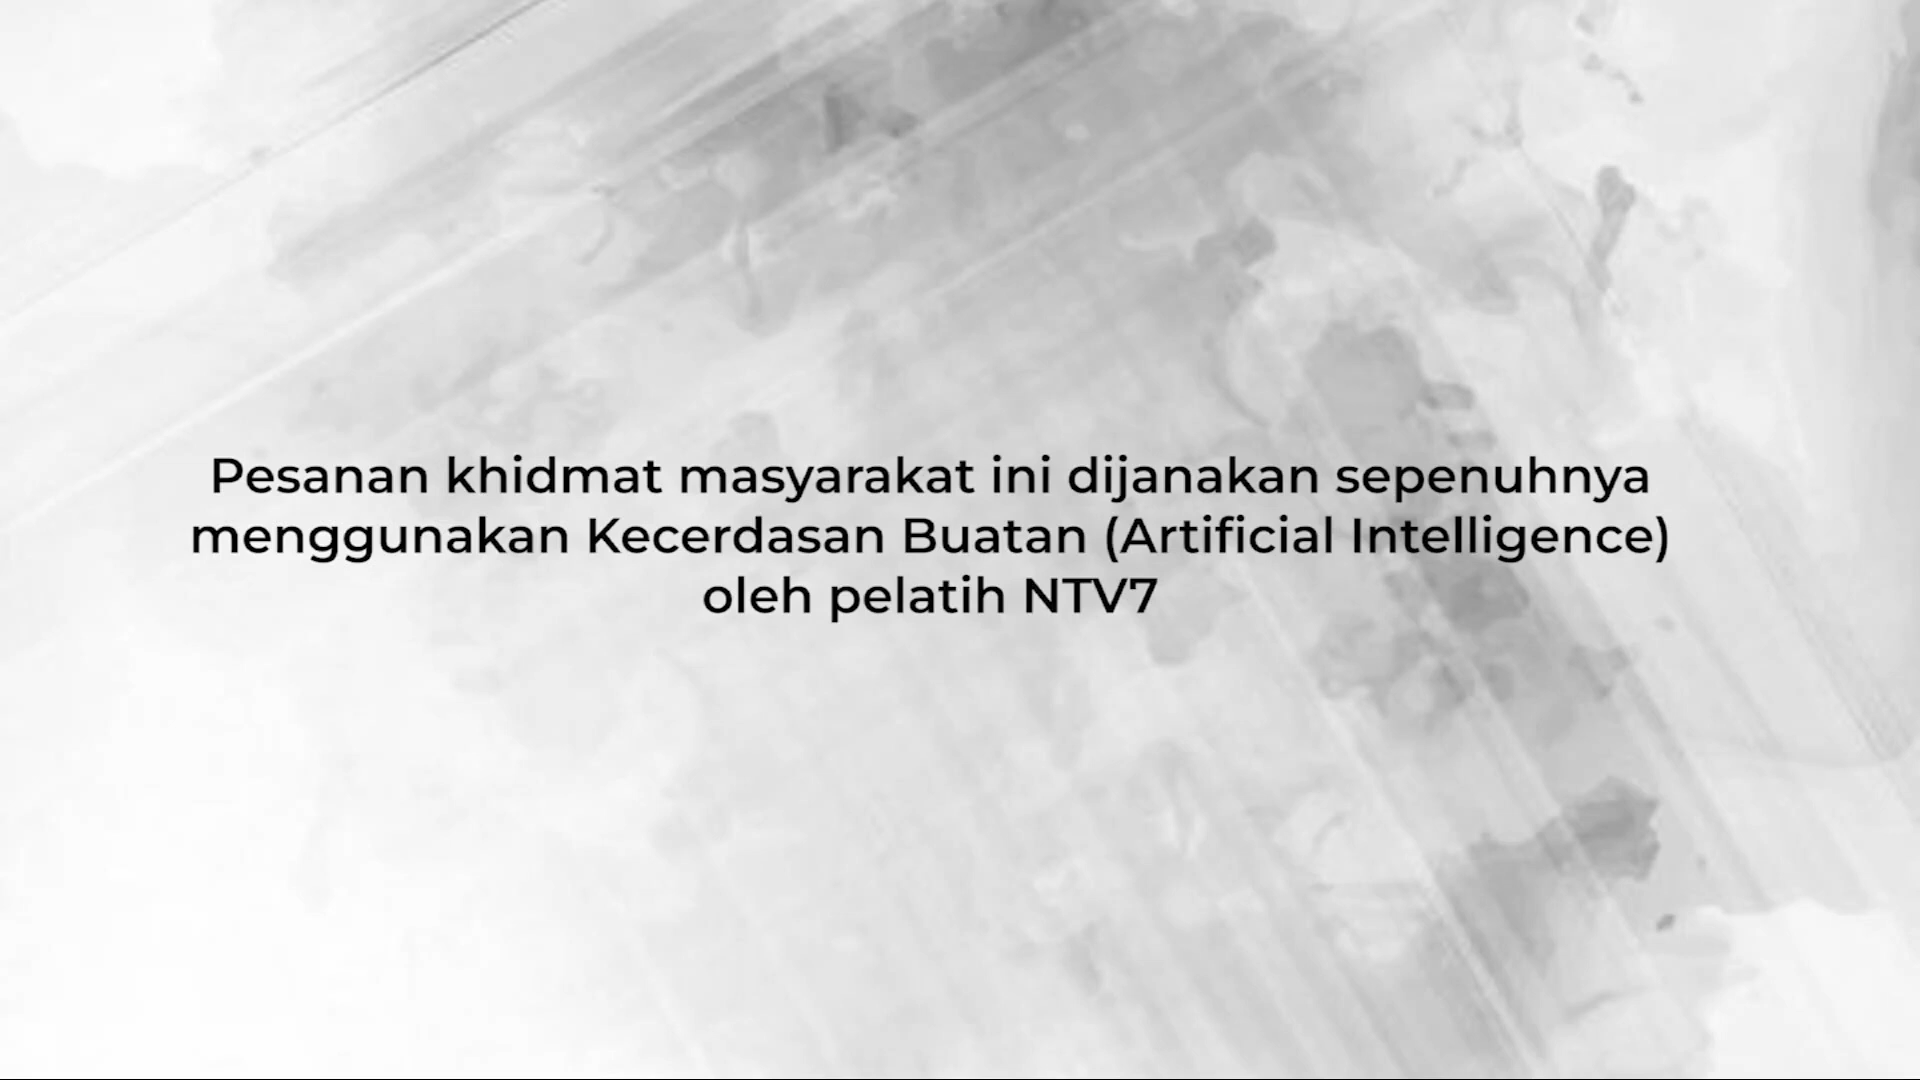 Pesanan khidmat masyarakat ini dijanakan sepenuhnya
menggunakan Kecerdasan Buatan (Artificial Intelligence)
oleh pelatih NTV7